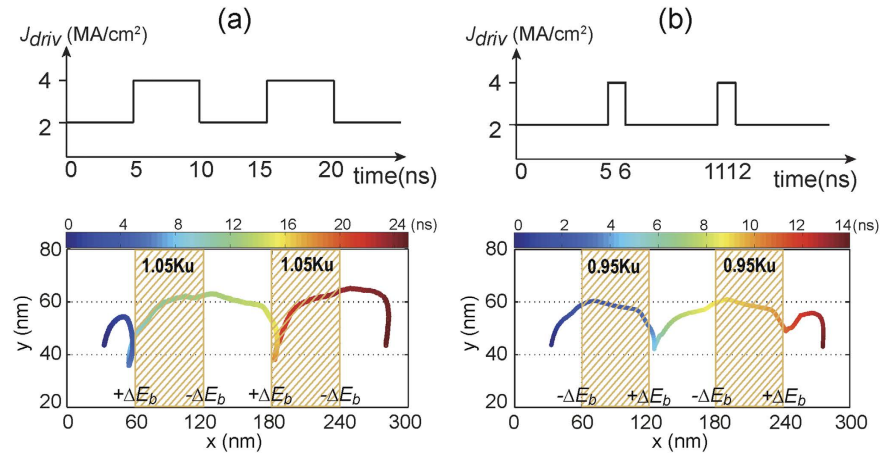 (a)
J_driv (MA/cm²)
4
2
0 5 10 15 20
time(ns)
0 4 8 12 16 20 24 (ns)
80
60
40
20
y (nm)
1.05Ku 1.05Ku
+ΔE_b -ΔE_b +ΔE_b -ΔE_b
0 60 120 180 240 300
x (nm)
(b)
J_driv (MA/cm²)
4
2
0 5 6 11 12
time(ns)
0 2 4 6 8 10 12 14 (ns)
80
60
40
20
y (nm)
0.95Ku 0.95Ku
-ΔE_b +ΔE_b -ΔE_b +ΔE_b
0 60 120 180 240 300
x (nm)